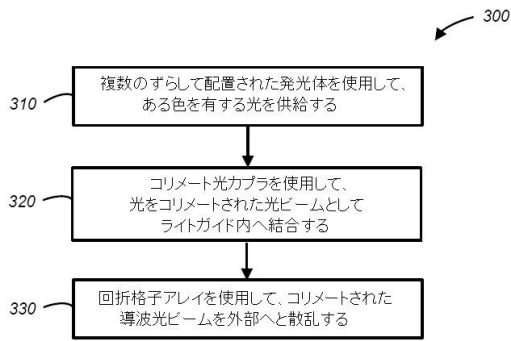 300
310
複数のずらして配置された発光体を使用して、
ある色を有する光を供給する
320
コリメート光カプラを使用して、
光をコリメートされた光ビームとして
ライトガイド内へ結合する
330
回折格子アレイを使用して、コリメートされた
導波光ビームを外部へと散乱する